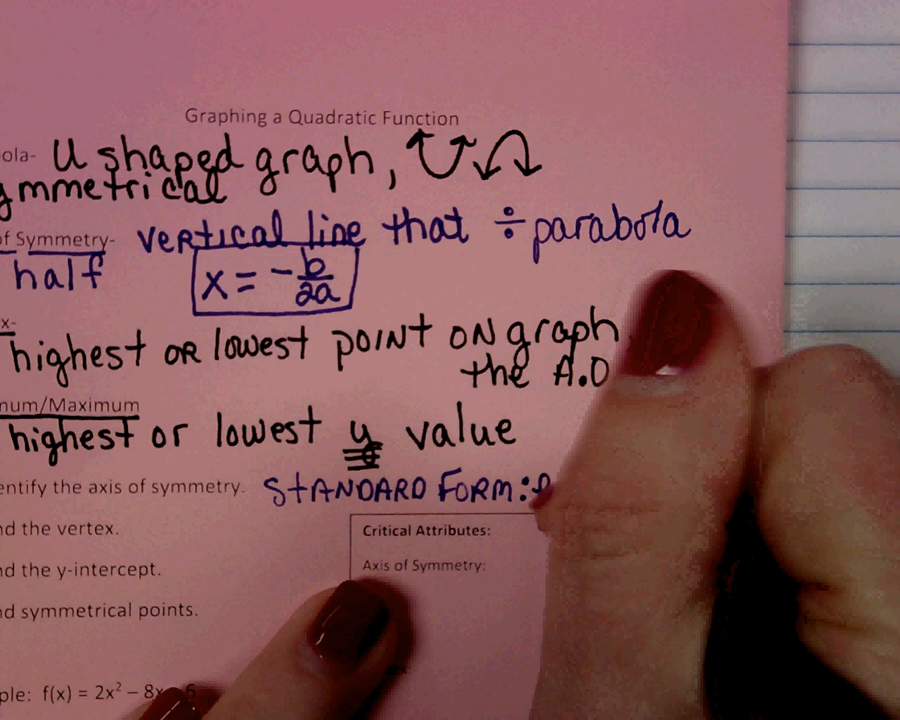 Graphing a Quadratic Function
ola- U shaped graph,
ymmetrical
of Symmetry- vertical line that ÷ parabola
half
x = -b/2a
x-
highest OR lowest POINT ON graph
the A.O
num/Maximum
highest or lowest y value
entify the axis of symmetry. STANDARD FORM:
nd the vertex.
Critical Attributes:
nd the y-intercept.
Axis of Symmetry:
nd symmetrical points.
ple: f(x) = 2x² – 8x